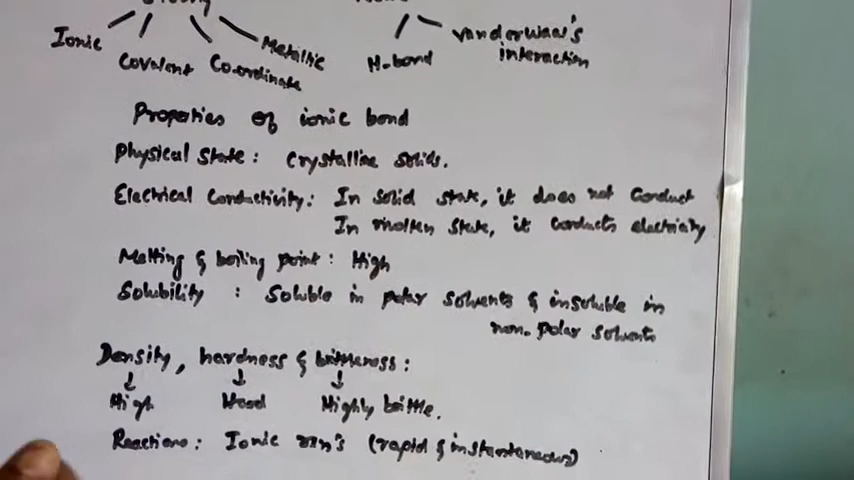 Ionic
Covalent
Co-ordinate
Metallic
H-bond
vanderwaal's
interaction
Properties of ionic bond
Physical State: Crystalline solids.
Electrical Conductivity: In solid state, it does not conduct
In molten state, it conducts electricity
Melting & boiling point: High
Solubility : Soluble in polar solvents & insoluble in
non-polar solvents
Density, hardness & brittleness:
↓ ↓ ↓
High Hard Highly brittle.
Reactions: Ionic rxn's (rapid & instantaneous)